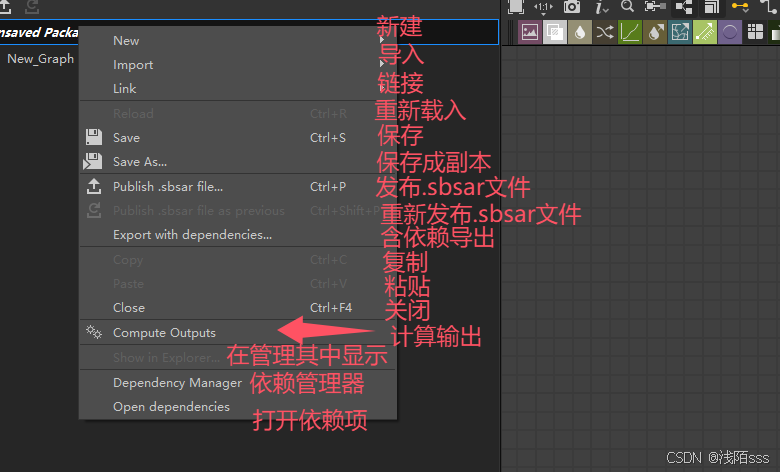 nsaved Packa
New_Graph
New 新建
Import 导入
Link 链接
Reload Ctrl+R 重新载入
Save Ctrl+S 保存
Save As... 保存成副本
Publish .sbsar file... Ctrl+P 发布.sbsar文件
Publish .sbsar file as previous Ctrl+Shift+P 重新发布.sbsar文件
Export with dependencies... 含依赖导出
Copy Ctrl+C 复制
Paste Ctrl+V 粘贴
Close Ctrl+F4 关闭
Compute Outputs 计算输出
Show in Explorer... 在管理其中显示
Dependency Manager 依赖管理器
Open dependencies 打开依赖项
CSDN @浅陌sss